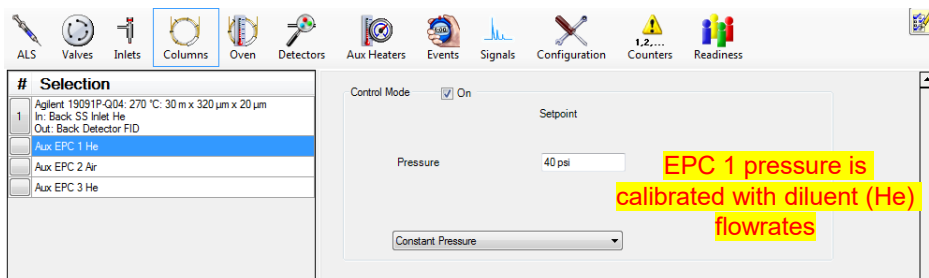 ALS Valves Inlets Columns Oven Detectors Aux Heaters Events Signals Configuration 1,2,... Counters Readiness
# Selection
1 Agilent 19091P-Q04: 270 °C: 30 m x 320 µm x 20 µm
In: Back SS Inlet He
Out: Back Detector FID
Aux EPC 1 He
Aux EPC 2 Air
Aux EPC 3 He
Control Mode On
Setpoint
Pressure 40 psi
Constant Pressure
EPC 1 pressure is
calibrated with diluent (He)
flowrates